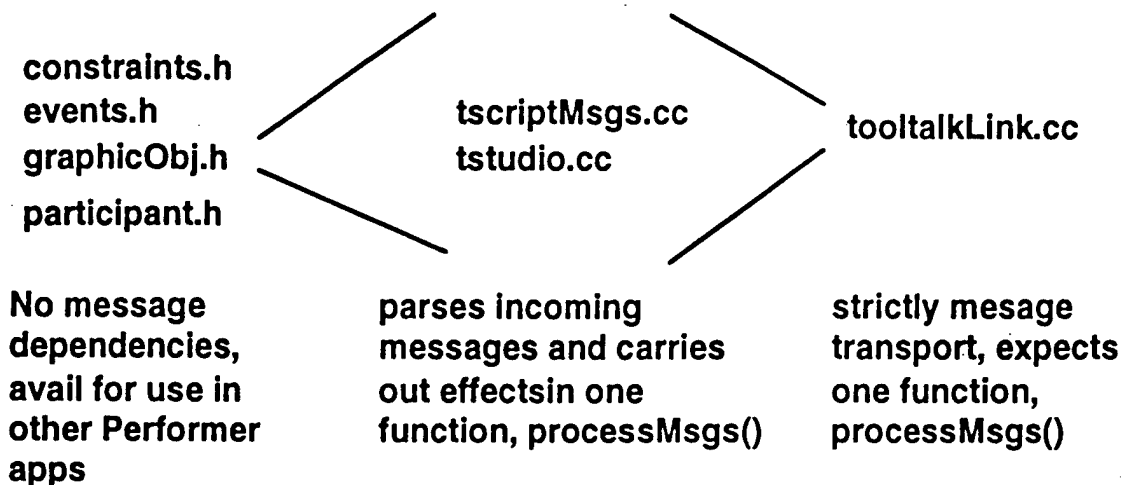 constraints.h
events.h
graphicObj.h
participant.h
tscriptMsgs.cc
tstudio.cc
tooltalkLink.cc
No message
dependencies,
avail for use in
other Performer
apps
parses incoming
messages and carries
out effectsin one
function, processMsgs()
strictly mesage
transport, expects
one function,
processMsgs()